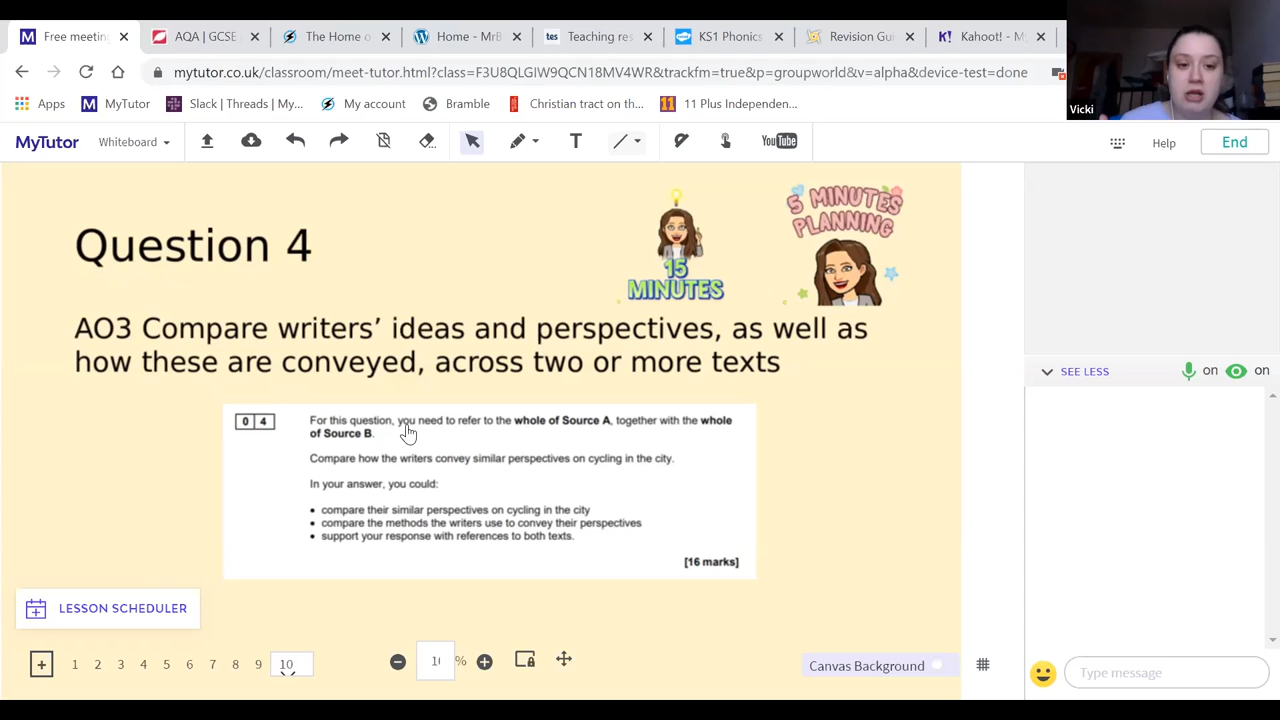 Free meeting
AQA | GCSE
The Home o
Home - MrB
tes
Teaching re
KS1 Phonics
Revision Gui
K!
Kahoot! - M
mytutor.co.uk/classroom/meet-tutor.html?class=F3U8QLGIW9QCN18MV4WR&trackfm=true&p=groupworld&v=alpha&device-test=done
Apps
MyTutor
Slack | Threads | My...
My account
Bramble
Christian tract on th...
11
11 Plus Independen...
Vicki
MyTutor
Whiteboard
T
YouTube
Help
End
Question 4
15
MINUTES
5 MINUTES
PLANNING
AO3 Compare writers’ ideas and perspectives, as well as
how these are conveyed, across two or more texts
0 4
For this question, you need to refer to the whole of Source A, together with the whole
of Source B.
Compare how the writers convey similar perspectives on cycling in the city.
In your answer, you could:
• compare their similar perspectives on cycling in the city
• compare the methods the writers use to convey their perspectives
• support your response with references to both texts.
[16 marks]
SEE LESS
on
on
LESSON SCHEDULER
1 2 3 4 5 6 7 8 9 10
%
Canvas Background
Type message